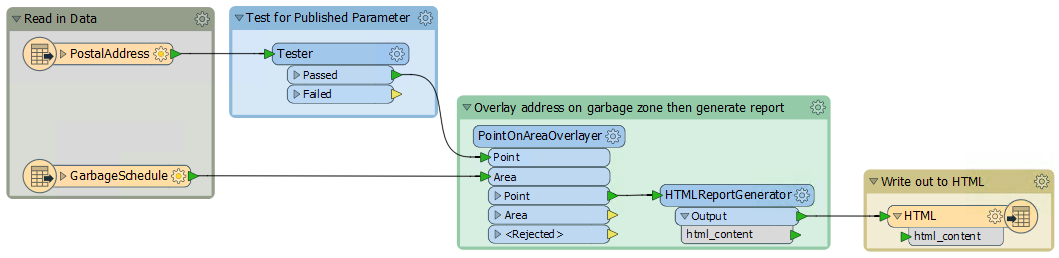 Read in Data
PostalAddress
GarbageSchedule
Test for Published Parameter
Tester
Passed
Failed
Overlay address on garbage zone then generate report
PointOnAreaOverlayer
Point
Area
Point
Area
<Rejected>
HTMLReportGenerator
Output
html_content
Write out to HTML
HTML
html_content